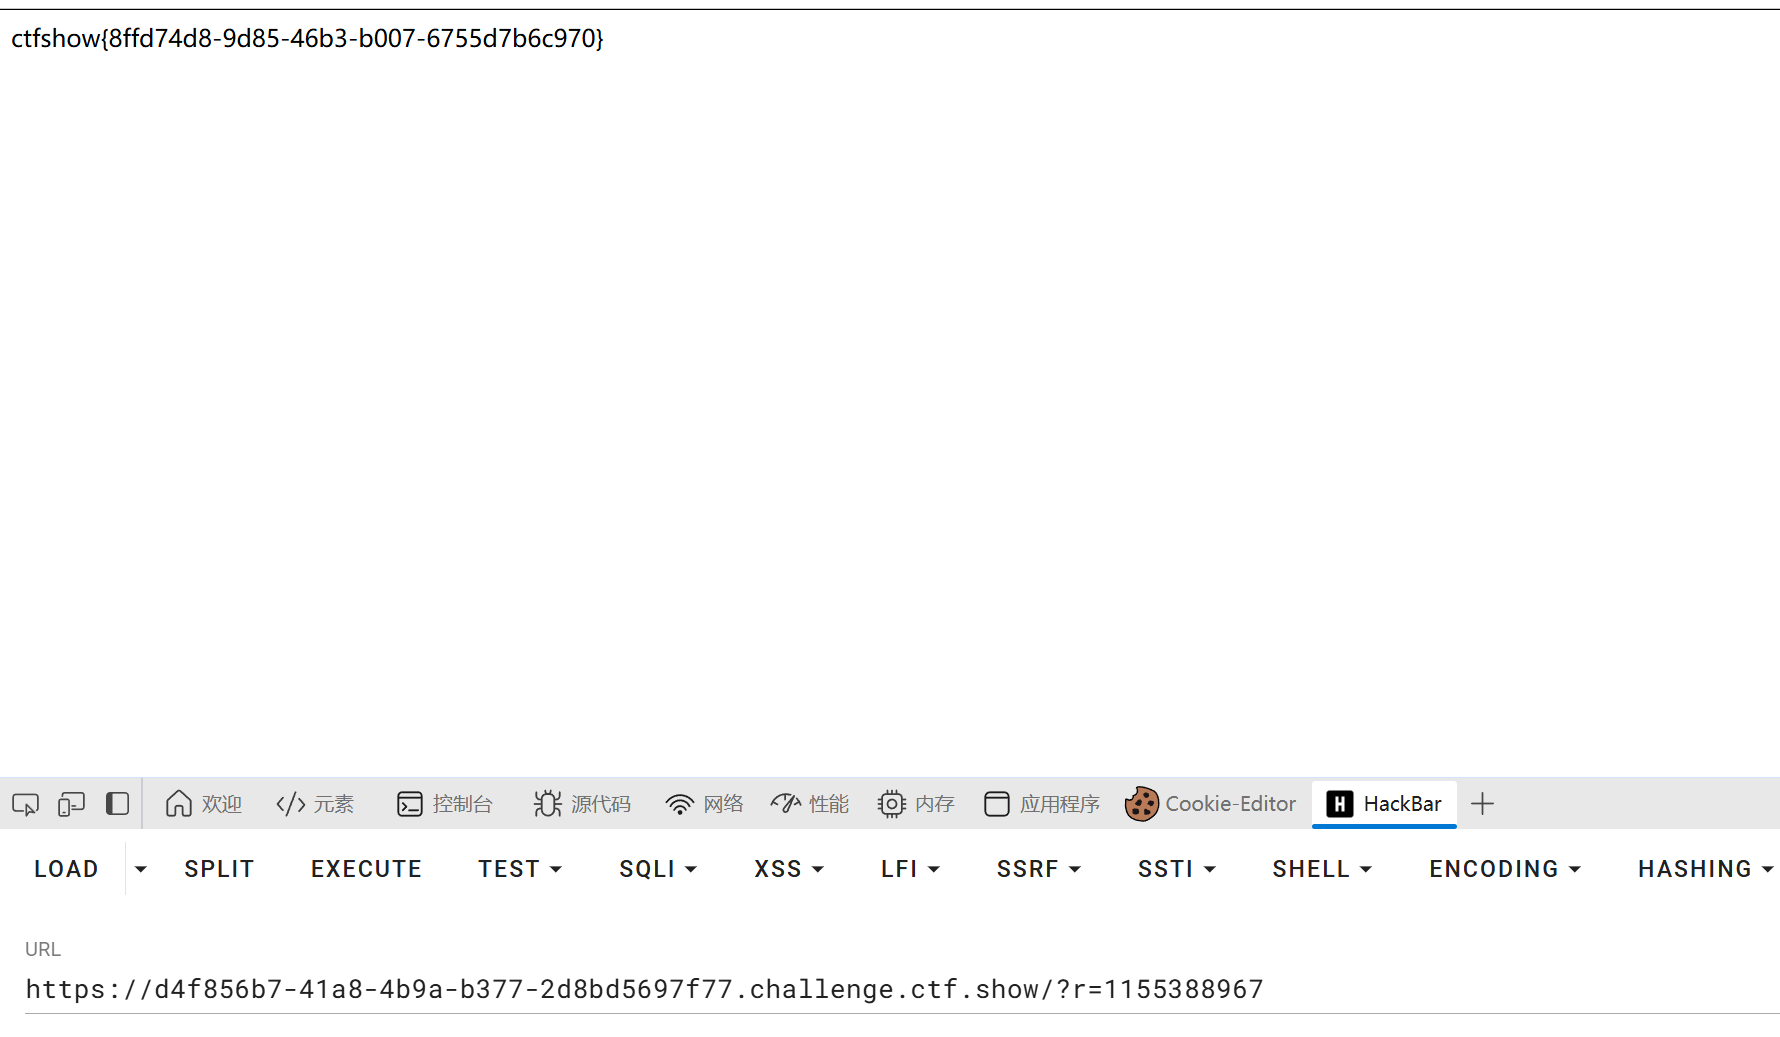 ctfshow{8ffd74d8-9d85-46b3-b007-6755d7b6c970}
欢迎 </> 元素 控制台 源代码 网络 性能 内存 应用程序 Cookie-Editor H HackBar +
LOAD SPLIT EXECUTE TEST SQLI XSS LFI SSRF SSTI SHELL ENCODING HASHING
URL
https://d4f856b7-41a8-4b9a-b377-2d8bd5697f77.challenge.ctf.show/?r=1155388967